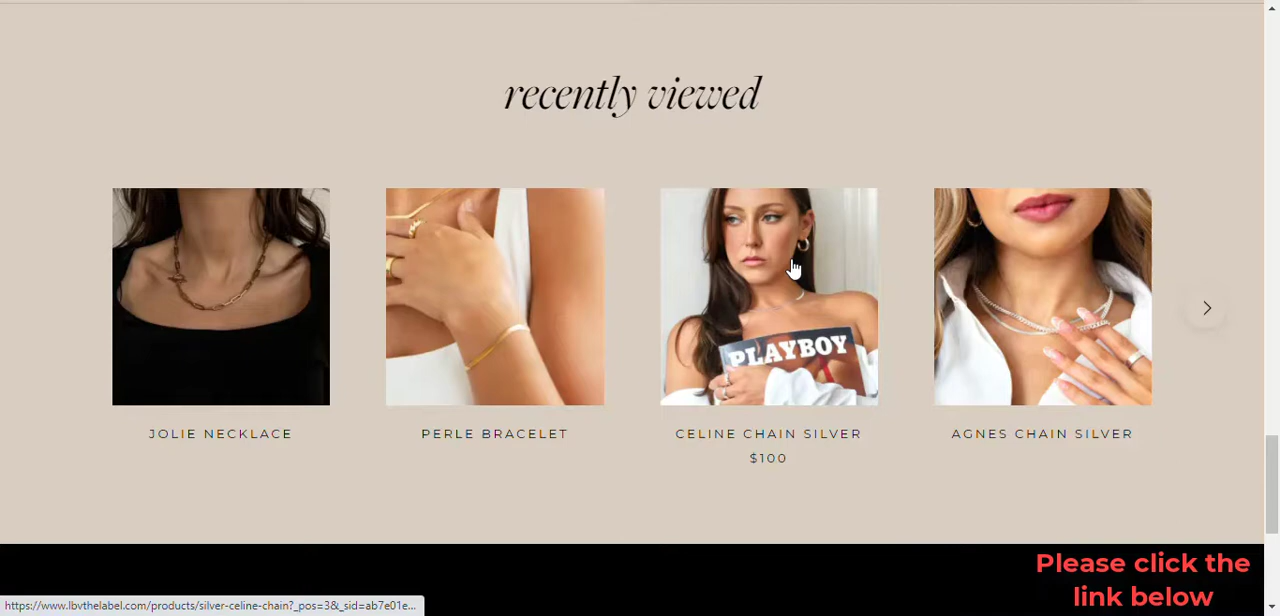 recently viewed
PLAYBOY
JOLIE NECKLACE
PERLE BRACELET
CELINE CHAIN SILVER
AGNES CHAIN SILVER
$100
Please click the
link below
https://www.lbvthelabel.com/products/silver-celine-chain?_pos=3&_sid=ab7e01e...